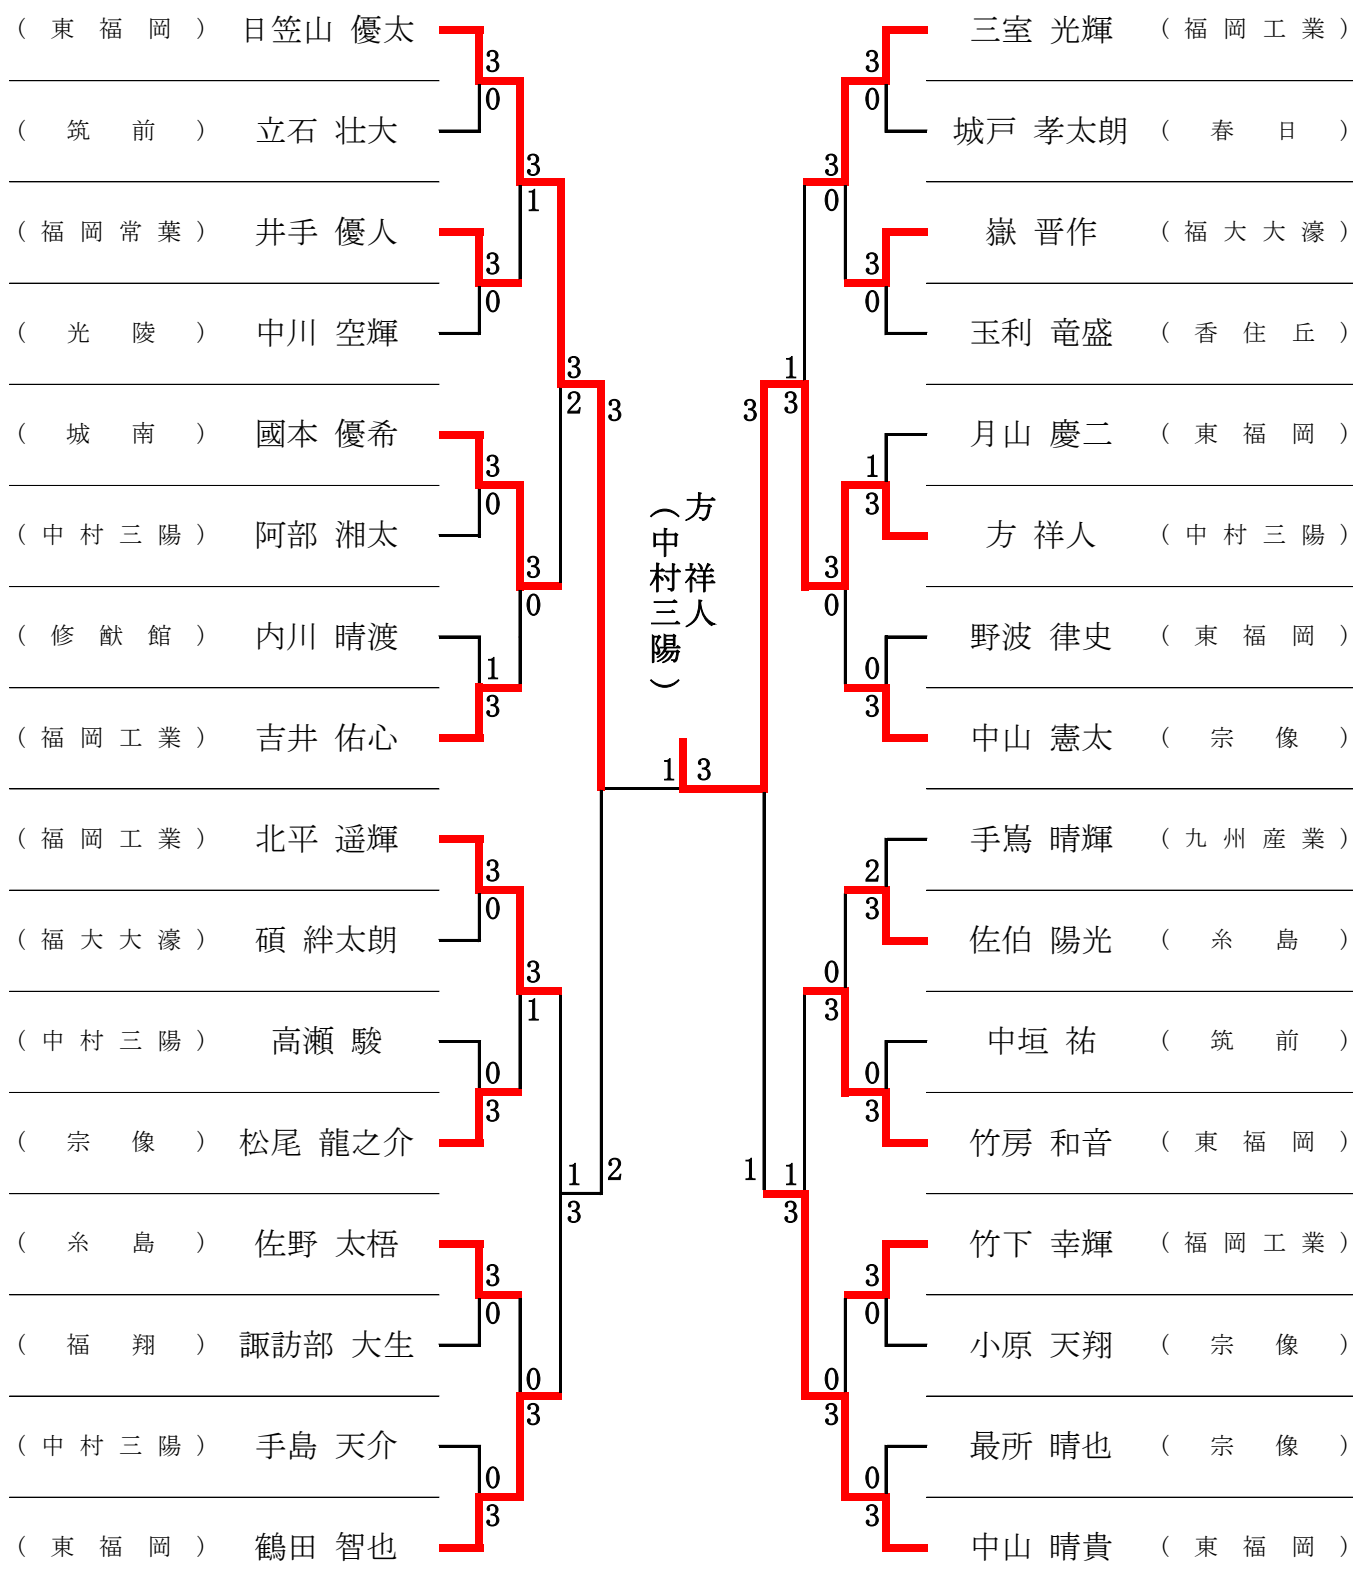 (東福岡) 日笠山 優太
3
0
(筑前) 立石 壮大
3
1
(福岡常葉) 井手 優人
3
0
(光陵) 中川 空輝
3
2
3
(城南) 國本 優希
3
0
(中村三陽) 阿部 湘太
3
0
(修猷館) 内川 晴渡
1
3
(福岡工業) 吉井 佑心
(福岡工業) 北平 遥輝
3
0
(福大大濠) 碩 絆太朗
3
1
(中村三陽) 高瀬 駿
0
3
(宗像) 松尾 龍之介
1
3
2
(糸島) 佐野 太梧
3
0
(福翔) 諏訪部 大生
0
3
(中村三陽) 手島 天介
0
3
(東福岡) 鶴田 智也
方 祥人
(中村三陽)
1 3
三室 光輝 (福岡工業)
3
0
城戸 孝太朗 (春日)
3
0
嶽 晋作 (福大大濠)
3
0
玉利 竜盛 (香住丘)
1
3
3
月山 慶二 (東福岡)
1
3
方 祥人 (中村三陽)
3
0
野波 律史 (東福岡)
0
3
中山 憲太 (宗像)
手嶌 晴輝 (九州産業)
2
3
佐伯 陽光 (糸島)
0
3
中垣 祐 (筑前)
0
3
竹房 和音 (東福岡)
1
1
3
竹下 幸輝 (福岡工業)
3
0
小原 天翔 (宗像)
0
3
最所 晴也 (宗像)
0
3
中山 晴貴 (東福岡)